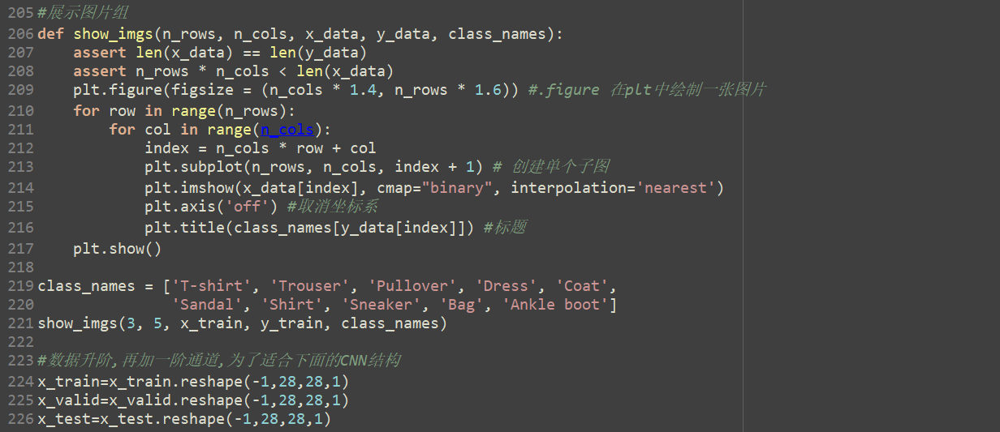 205 #展示图片组
206 def show_imgs(n_rows, n_cols, x_data, y_data, class_names):
207     assert len(x_data) == len(y_data)
208     assert n_rows * n_cols < len(x_data)
209     plt.figure(figsize = (n_cols * 1.4, n_rows * 1.6)) #.figure 在plt中绘制一张图片
210     for row in range(n_rows):
211         for col in range(n_cols):
212             index = n_cols * row + col
213             plt.subplot(n_rows, n_cols, index + 1) # 创建单个子图
214             plt.imshow(x_data[index], cmap="binary", interpolation='nearest')
215             plt.axis('off') #取消坐标系
216             plt.title(class_names[y_data[index]]) #标题
217     plt.show()
218
219 class_names = ['T-shirt', 'Trouser', 'Pullover', 'Dress', 'Coat',
220                'Sandal', 'Shirt', 'Sneaker', 'Bag', 'Ankle boot']
221 show_imgs(3, 5, x_train, y_train, class_names)
222
223 #数据升阶,再加一阶通道,为了适合下面的CNN结构
224 x_train=x_train.reshape(-1,28,28,1)
225 x_valid=x_valid.reshape(-1,28,28,1)
226 x_test=x_test.reshape(-1,28,28,1)